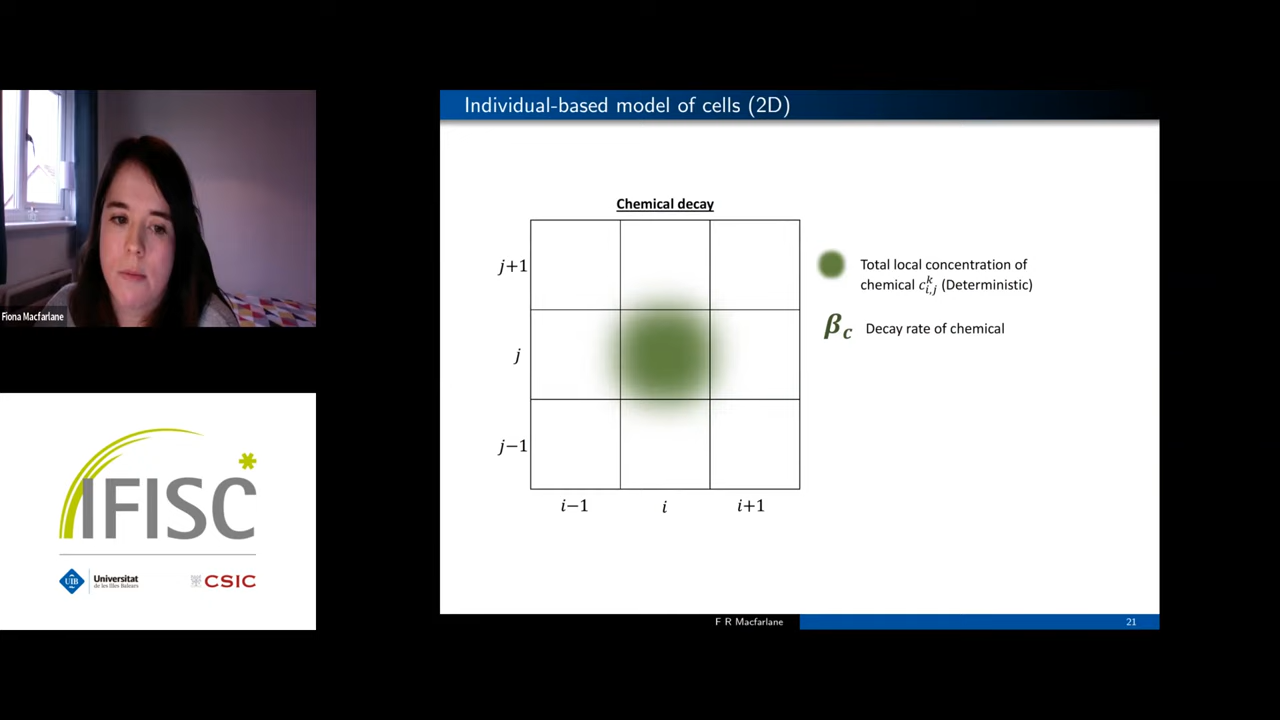 Individual-based model of cells (2D)
Fiona Macfarlane
Chemical decay
j+1
j
j−1
i−1
i
i+1
Total local concentration of
chemical c^k_{i,j} (Deterministic)
β_c Decay rate of chemical
IFISC
UIB
Universitat
de les Illes Balears
CSIC
F R Macfarlane
21